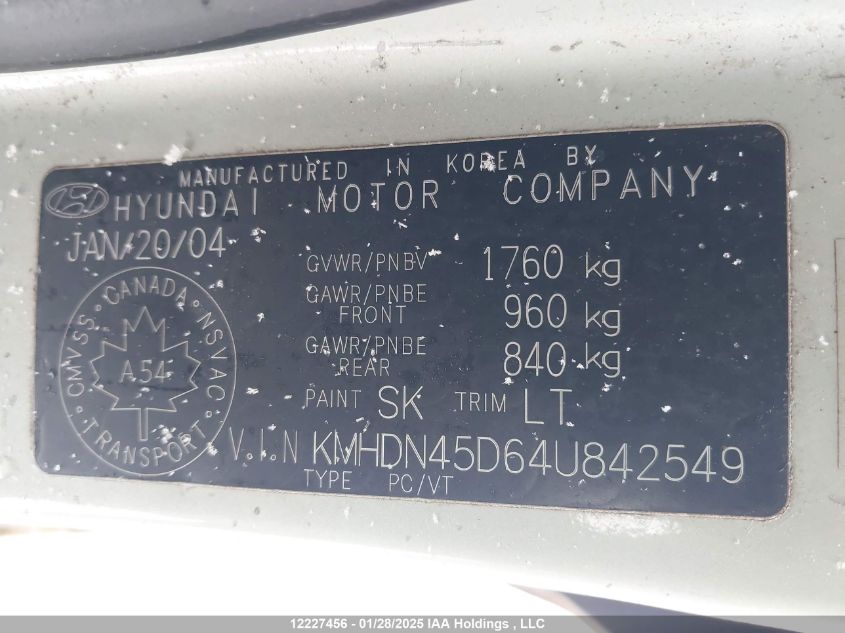 MANUFACTURED IN KOREA BY
HYUNDAI MOTOR COMPANY
JAN/20/04
GVWR/PNBV 1760 kg
GAWR/PNBE FRONT 960 kg
GAWR/PNBE REAR 840 kg
PAINT SK TRIM LT
V.I.N KMHDN45D64U842549
TYPE PC/VT
CANADA
CMVSS NSVAC
A54
TRANSPORT
12227456 - 01/28/2025 IAA Holdings , LLC